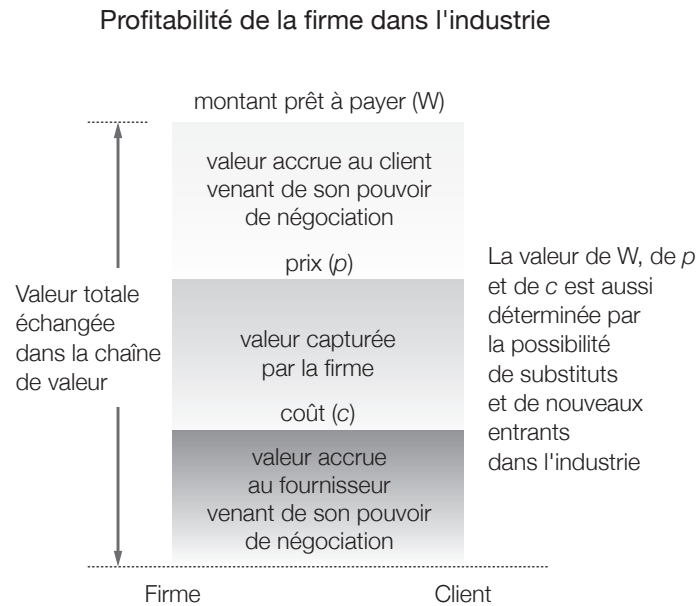 Profitabilité de la firme dans l'industrie
montant prêt à payer (W)
valeur accrue au client
venant de son pouvoir
de négociation
prix (p)
Valeur totale
échangée
dans la chaîne
de valeur
valeur capturée
par la firme
coût (c)
valeur accrue
au fournisseur
venant de son pouvoir
de négociation
La valeur de W, de p
et de c est aussi
déterminée par
la possibilité
de substituts
et de nouveaux
entrants
dans l'industrie
Firme
Client